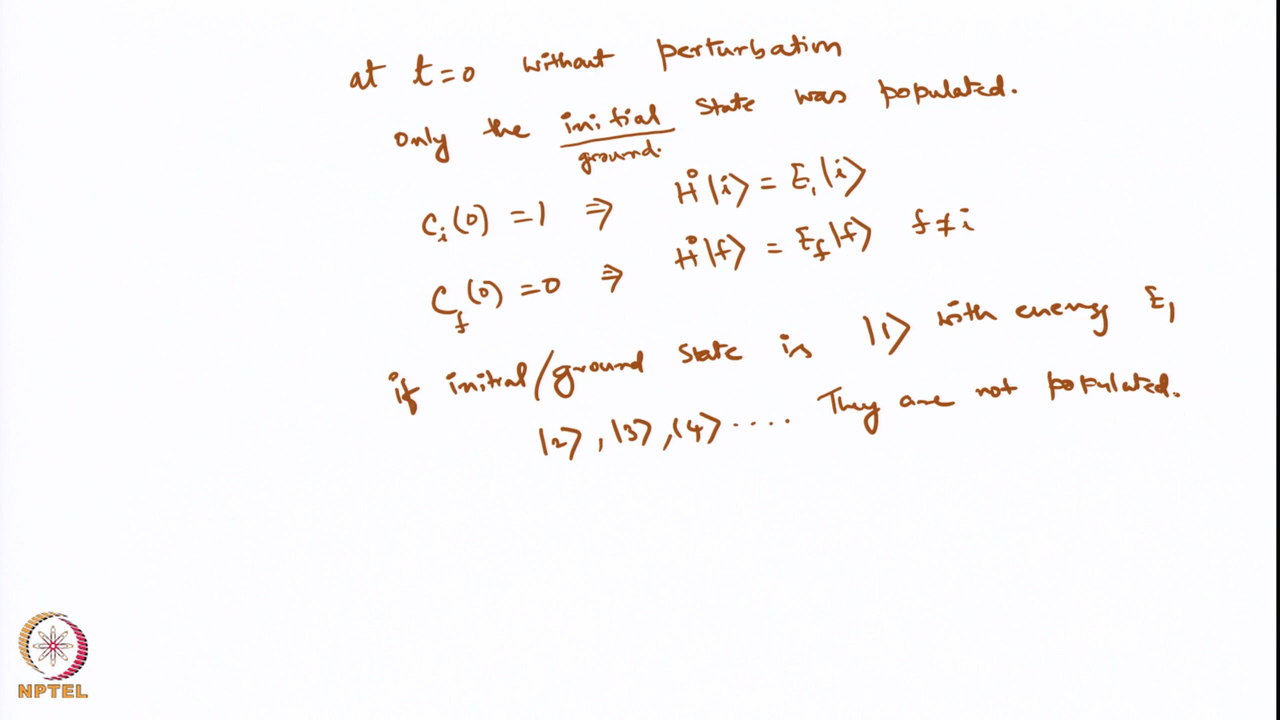 at t=0 without perturbation
only the initial state was populated.
ground.
C_i(0) =1 ⇒ H°|i⟩ = E_1|i⟩
C_f(0) =0 ⇒ H°|f⟩ = E_f|f⟩ f≠i
if initial/ground state is |1⟩ with energy E_1
|2⟩, |3⟩, |4⟩ .... They are not populated.
NPTEL